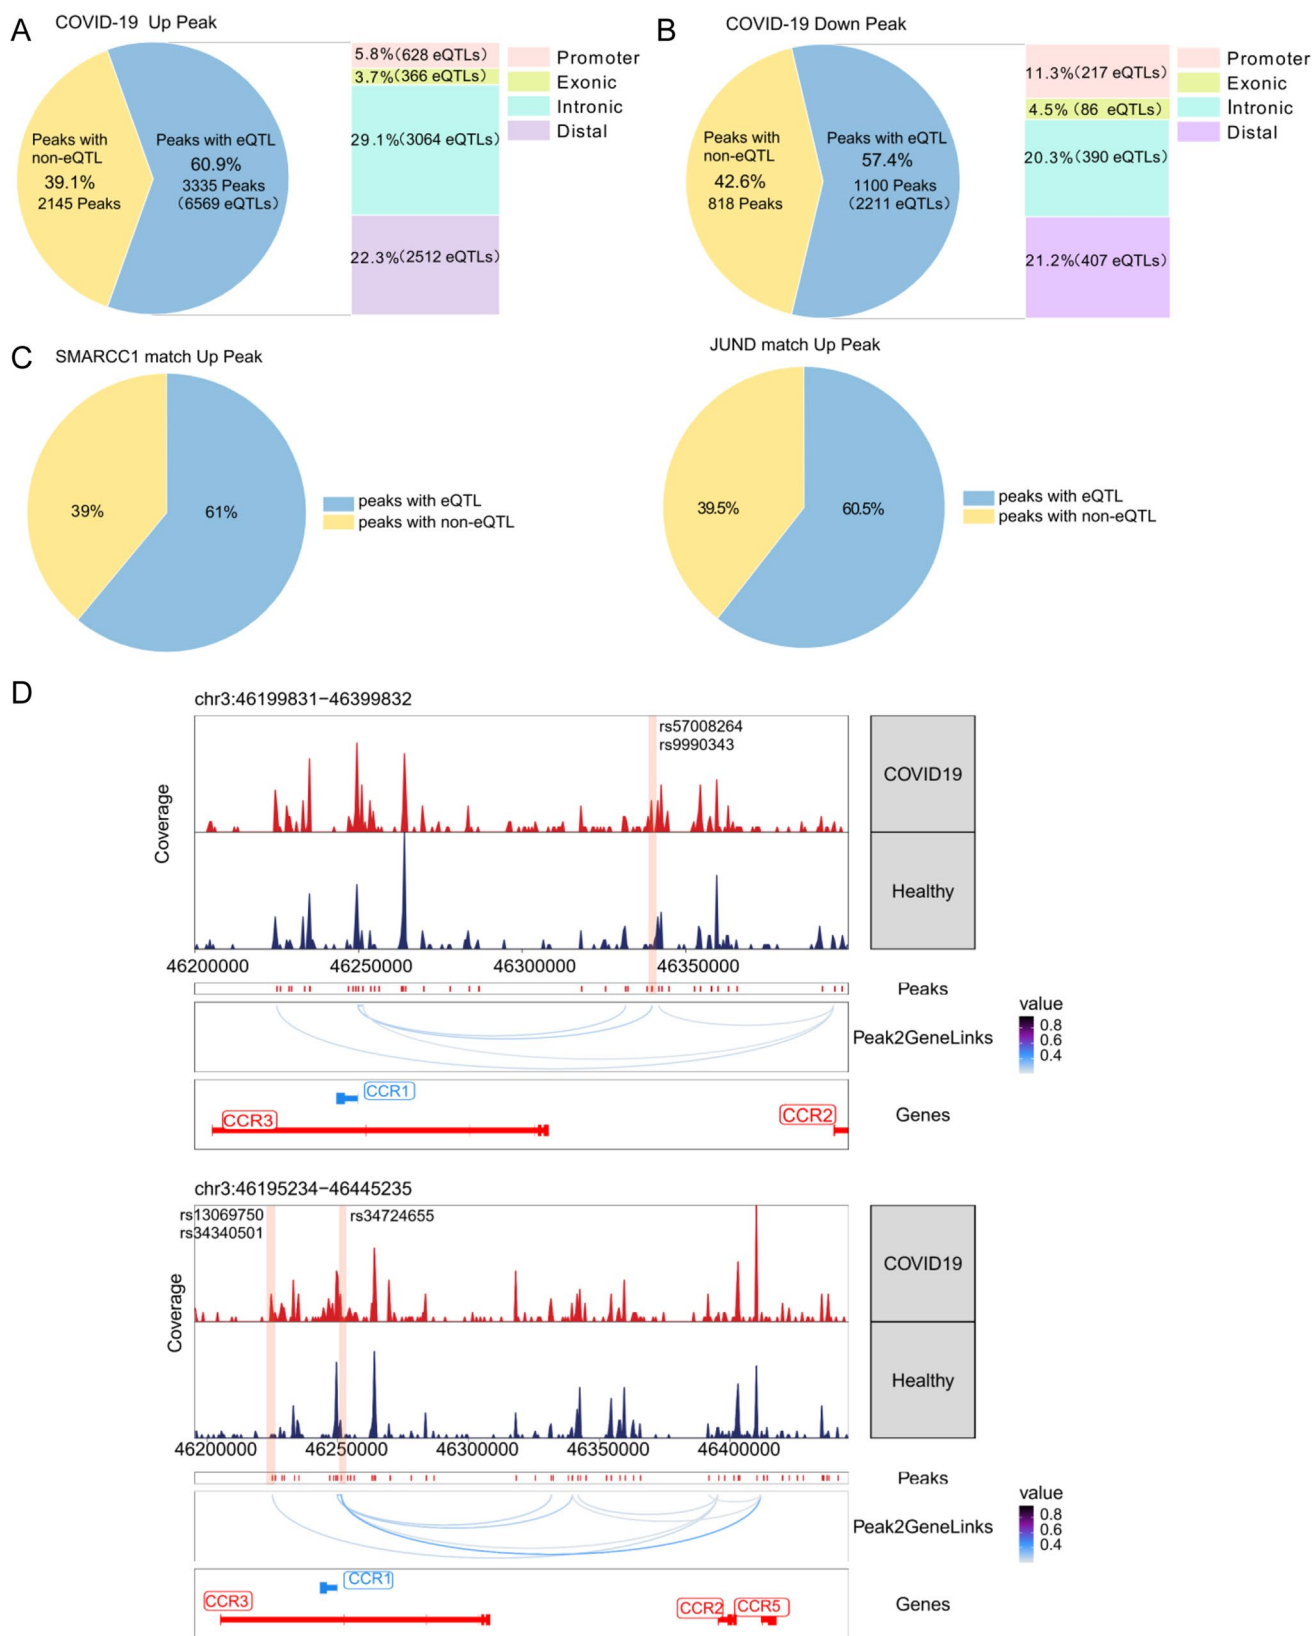 A
COVID-19 Up Peak
Peaks with
non-eQTL
39.1%
2145 Peaks
Peaks with eQTL
60.9%
3335 Peaks
(6569 eQTLs)
5.8%(628 eQTLs)
3.7%(366 eQTLs)
29.1%(3064 eQTLs)
22.3%(2512 eQTLs)
Promoter
Exonic
Intronic
Distal
B
COVID-19 Down Peak
Peaks with
non-eQTL
42.6%
818 Peaks
Peaks with eQTL
57.4%
1100 Peaks
(2211 eQTLs)
11.3%(217 eQTLs)
4.5% (86 eQTLs)
20.3%(390 eQTLs)
21.2%(407 eQTLs)
Promoter
Exonic
Intronic
Distal
C
SMARCC1 match Up Peak
39%
61%
peaks with eQTL
peaks with non-eQTL
JUND match Up Peak
39.5%
60.5%
peaks with eQTL
peaks with non-eQTL
D
chr3:46199831−46399832
rs57008264
rs9990343
Coverage
COVID19
Healthy
46200000 46250000 46300000 46350000
Peaks
Peak2GeneLinks
value
0.8
0.6
0.4
CCR1
CCR3
CCR2
Genes
chr3:46195234−46445235
rs13069750
rs34340501
rs34724655
Coverage
COVID19
Healthy
46200000 46250000 46300000 46350000 46400000
Peaks
Peak2GeneLinks
value
0.8
0.6
0.4
CCR1
CCR3
CCR2
CCR5
Genes